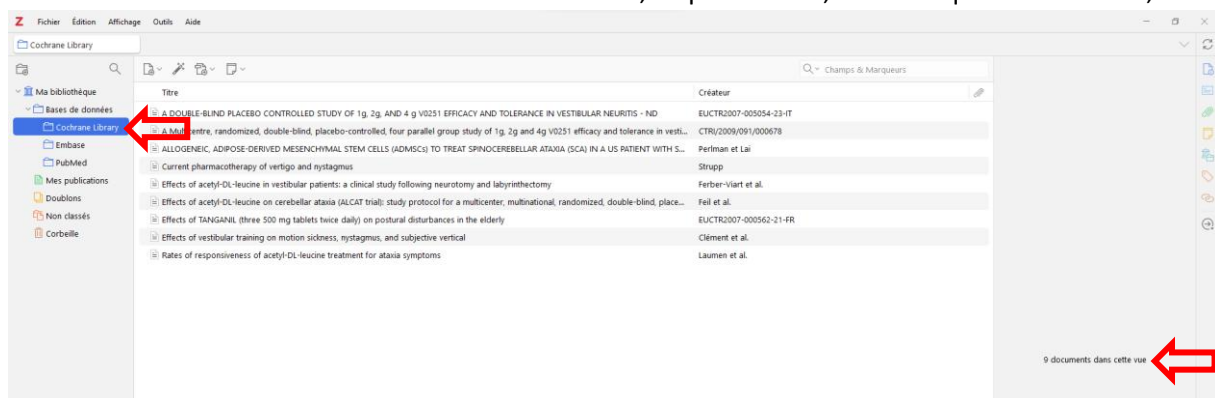 Z Fichier Édition Affichage Outils Aide
Cochrane Library
Champs & Marqueurs
Ma bibliothèque
Bases de données
Cochrane Library
Embase
PubMed
Mes publications
Doublons
Non classés
Corbeille
Titre Créateur
A DOUBLE-BLIND PLACEBO CONTROLLED STUDY OF 1g, 2g, AND 4 g V0251 EFFICACY AND TOLERANCE IN VESTIBULAR NEURITIS - ND EUCTR2007-005054-23-IT
A Multicentre, randomized, double-blind, placebo-controlled, four parallel group study of 1g, 2g and 4g V0251 efficacy and tolerance in vesti... CTRI/2009/091/000678
ALLOGENEIC, ADIPOSE-DERIVED MESENCHYMAL STEM CELLS (ADMSCs) TO TREAT SPINOCEREBELLAR ATAXIA (SCA) IN A US PATIENT WITH S... Perlman et Lai
Current pharmacotherapy of vertigo and nystagmus Strupp
Effects of acetyl-DL-leucine in vestibular patients: a clinical study following neurotomy and labyrinthectomy Ferber-Viart et al.
Effects of acetyl-DL-leucine on cerebellar ataxia (ALCAT trial): study protocol for a multicenter, multinational, randomized, double-blind, place... Feil et al.
Effects of TANGANIL (three 500 mg tablets twice daily) on postural disturbances in the elderly EUCTR2007-000562-21-FR
Effects of vestibular training on motion sickness, nystagmus, and subjective vertical Clément et al.
Rates of responsiveness of acetyl-DL-leucine treatment for ataxia symptoms Laumen et al.
9 documents dans cette vue